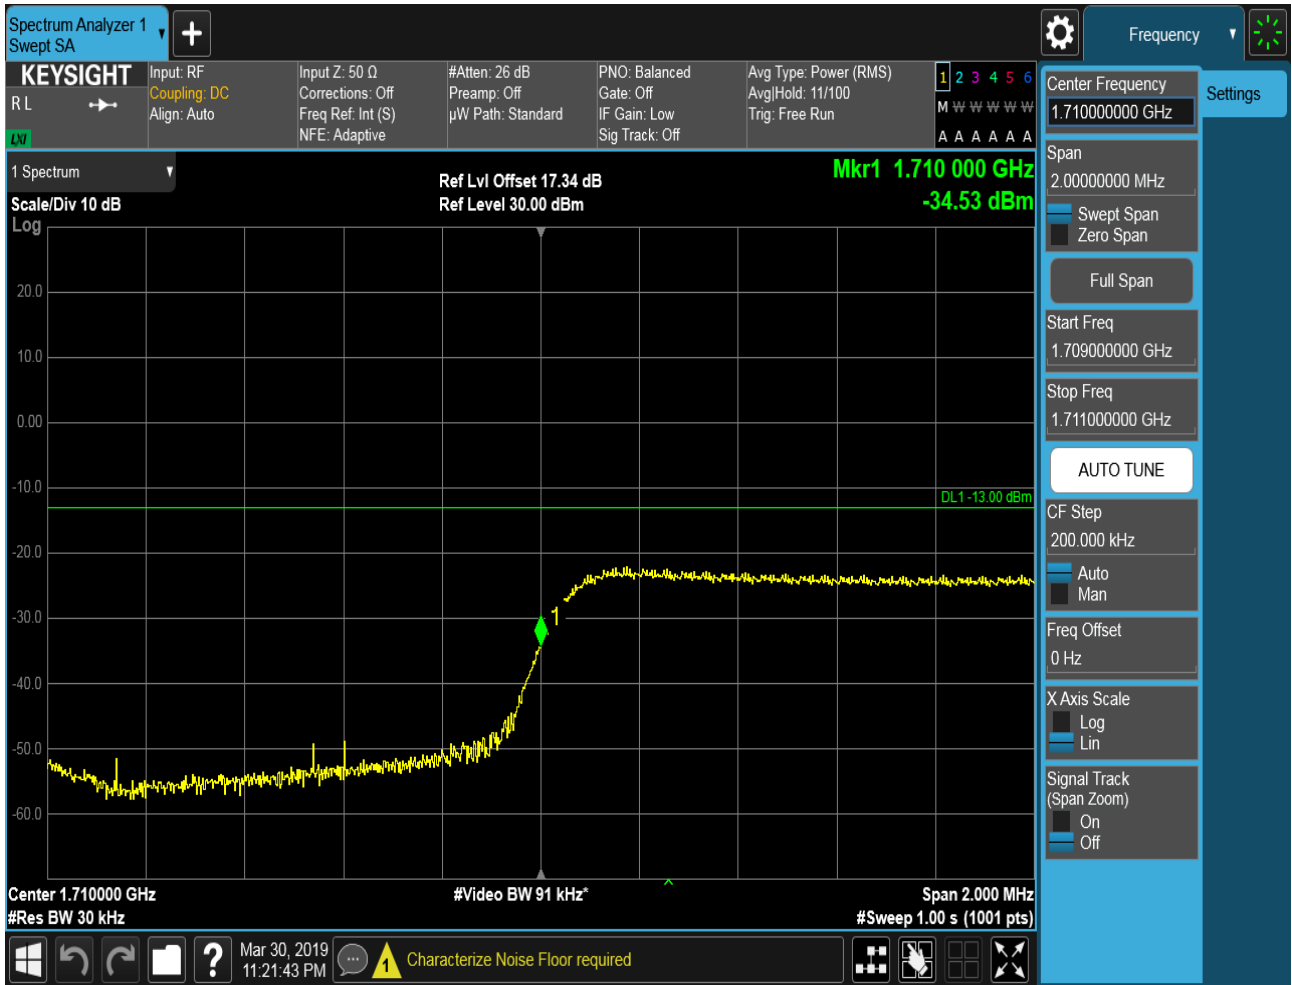 Spectrum Analyzer 1
Swept SA
Frequency
KEYSIGHT
R L
LXI
Input: RF
Coupling: DC
Align: Auto
Input Z: 50 Ω
Corrections: Off
Freq Ref: Int (S)
NFE: Adaptive
#Atten: 26 dB
Preamp: Off
µW Path: Standard
PNO: Balanced
Gate: Off
IF Gain: Low
Sig Track: Off
Avg Type: Power (RMS)
Avg|Hold: 11/100
Trig: Free Run
1 2 3 4 5 6
M W W W W W
A A A A A A
1 Spectrum
Scale/Div 10 dB
Log
Ref Lvl Offset 17.34 dB
Ref Level 30.00 dBm
Mkr1 1.710 000 GHz
-34.53 dBm
20.0
10.0
0.00
-10.0
DL1 -13.00 dBm
-20.0
-30.0
1
-40.0
-50.0
-60.0
Center 1.710000 GHz
#Video BW 91 kHz*
Span 2.000 MHz
#Res BW 30 kHz
#Sweep 1.00 s (1001 pts)
?
Mar 30, 2019
11:21:43 PM
1
Characterize Noise Floor required
Center Frequency
1.710000000 GHz
Settings
Span
2.00000000 MHz
Swept Span
Zero Span
Full Span
Start Freq
1.709000000 GHz
Stop Freq
1.711000000 GHz
AUTO TUNE
CF Step
200.000 kHz
Auto
Man
Freq Offset
0 Hz
X Axis Scale
Log
Lin
Signal Track
(Span Zoom)
On
Off